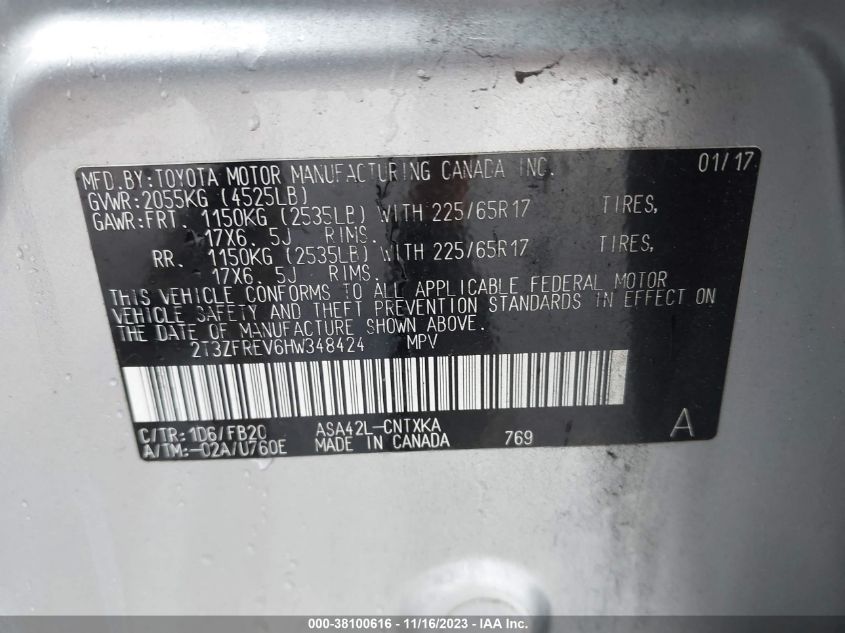 MFD.BY:TOYOTA MOTOR MANUFACTURING CANADA INC. 01/17
GVWR:2055KG (4525LB)
GAWR:FRT. 1150KG (2535LB) WITH 225/65R17 TIRES,
17X6.5J RIMS.
RR. 1150KG (2535LB) WITH 225/65R17 TIRES,
17X6.5J RIMS.
THIS VEHICLE CONFORMS TO ALL APPLICABLE FEDERAL MOTOR
VEHICLE SAFETY AND THEFT PREVENTION STANDARDS IN EFFECT ON
THE DATE OF MANUFACTURE SHOWN ABOVE.
2T3ZFREV6HW348424 MPV
C/TR:1D6/FB20 ASA42L-CNTXKA A
A/TM:-02A/U760E MADE IN CANADA 769
000-38100616 - 11/16/2023 - IAA Inc.